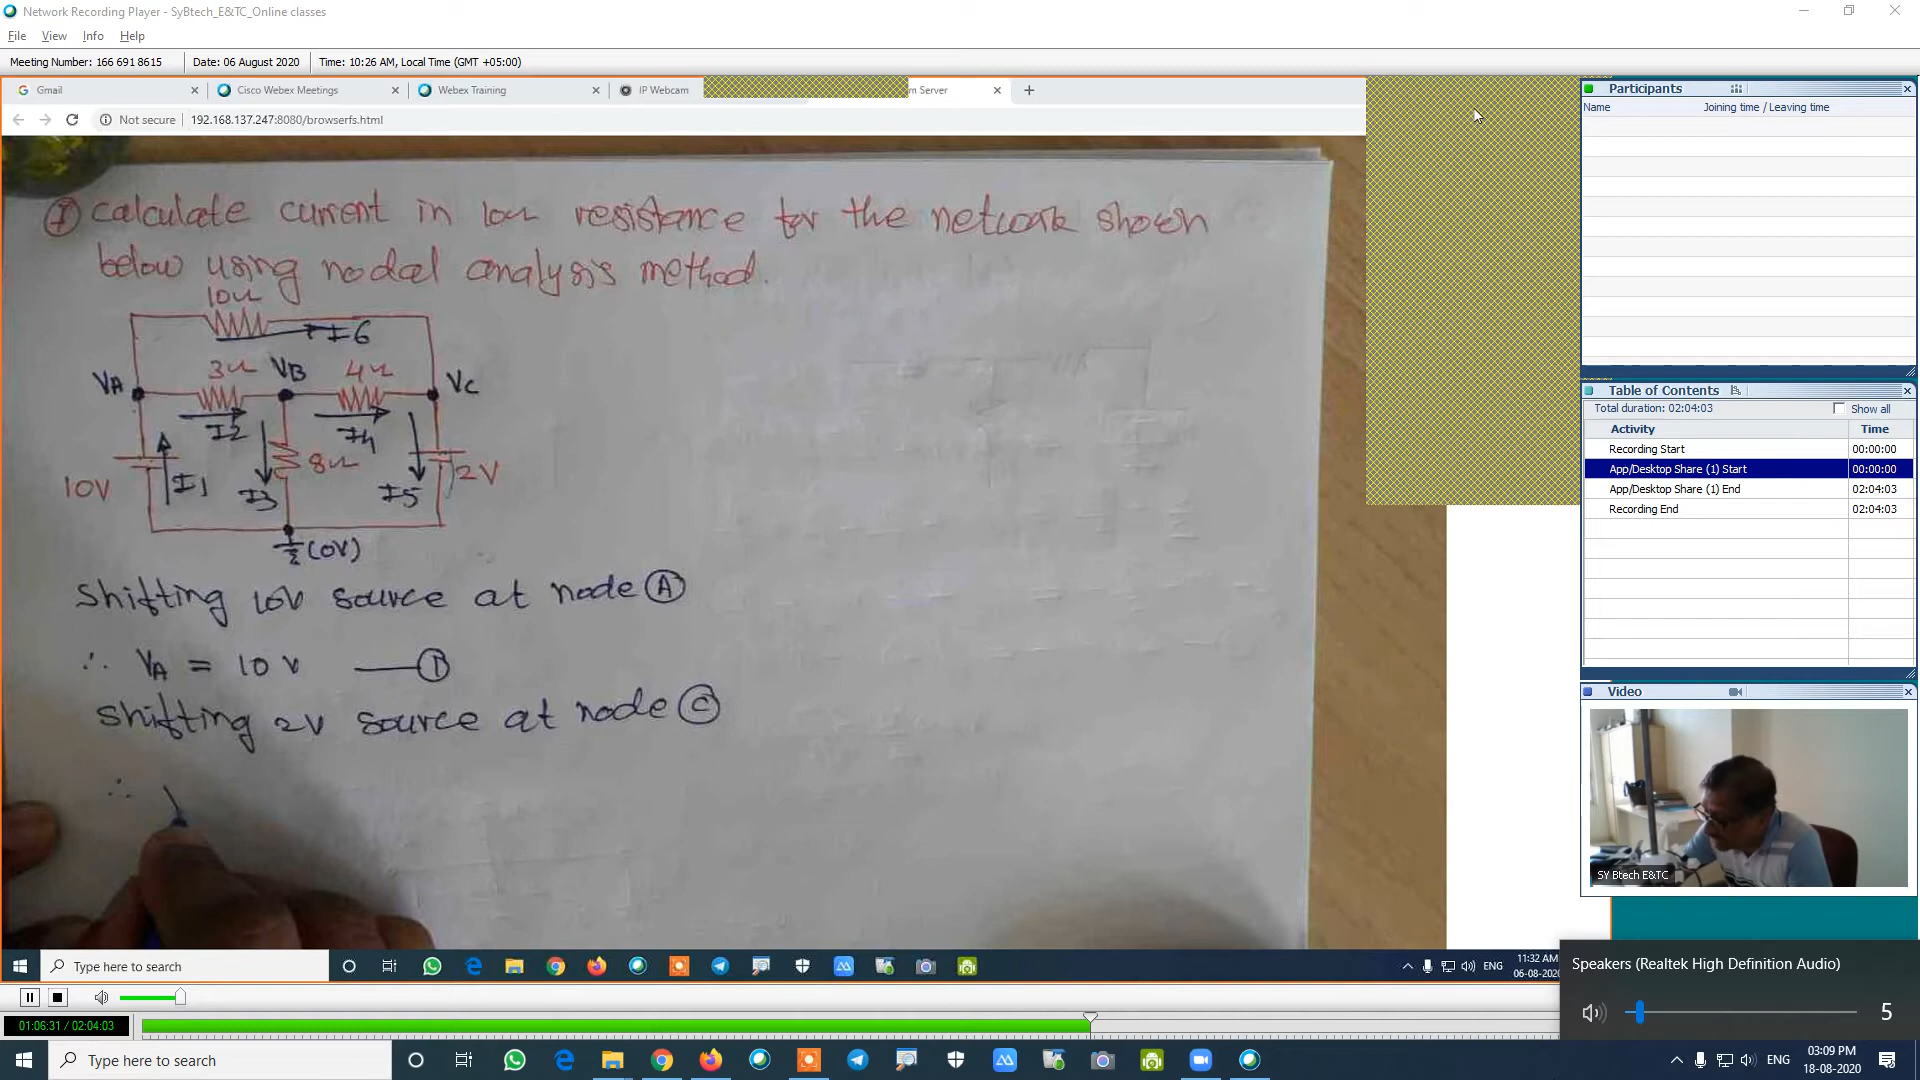 Network Recording Player - SyBtech_E&TC_Online classes
File View Info Help
Meeting Number: 166 691 8615 Date: 06 August 2020 Time: 10:26 AM, Local Time (GMT +05:00)
Gmail Cisco Webex Meetings Webex Training IP Webcam m Server
Not secure 192.168.137.247:8080/browserfs.html
calculate current in 10Ω resistance for the network shown
below using nodal analysis method.
10Ω
I6
3Ω VB 4Ω
VA VC
I2 I4
8Ω
10V I1 I3 I5 2V
(0V)
Shifting 10V source at node Ⓐ
∴ VA = 10 V —— ①
Shifting 2V source at node Ⓒ
∴
Participants
Name Joining time / Leaving time
Table of Contents
Total duration: 02:04:03 Show all
Activity Time
Recording Start 00:00:00
App/Desktop Share (1) Start 00:00:00
App/Desktop Share (1) End 02:04:03
Recording End 02:04:03
Video
SY Btech E&TC
Type here to search ENG 11:32 AM
06-08-2020
Speakers (Realtek High Definition Audio)
5
01:06:31 / 02:04:03
Type here to search ENG 03:09 PM
18-08-2020